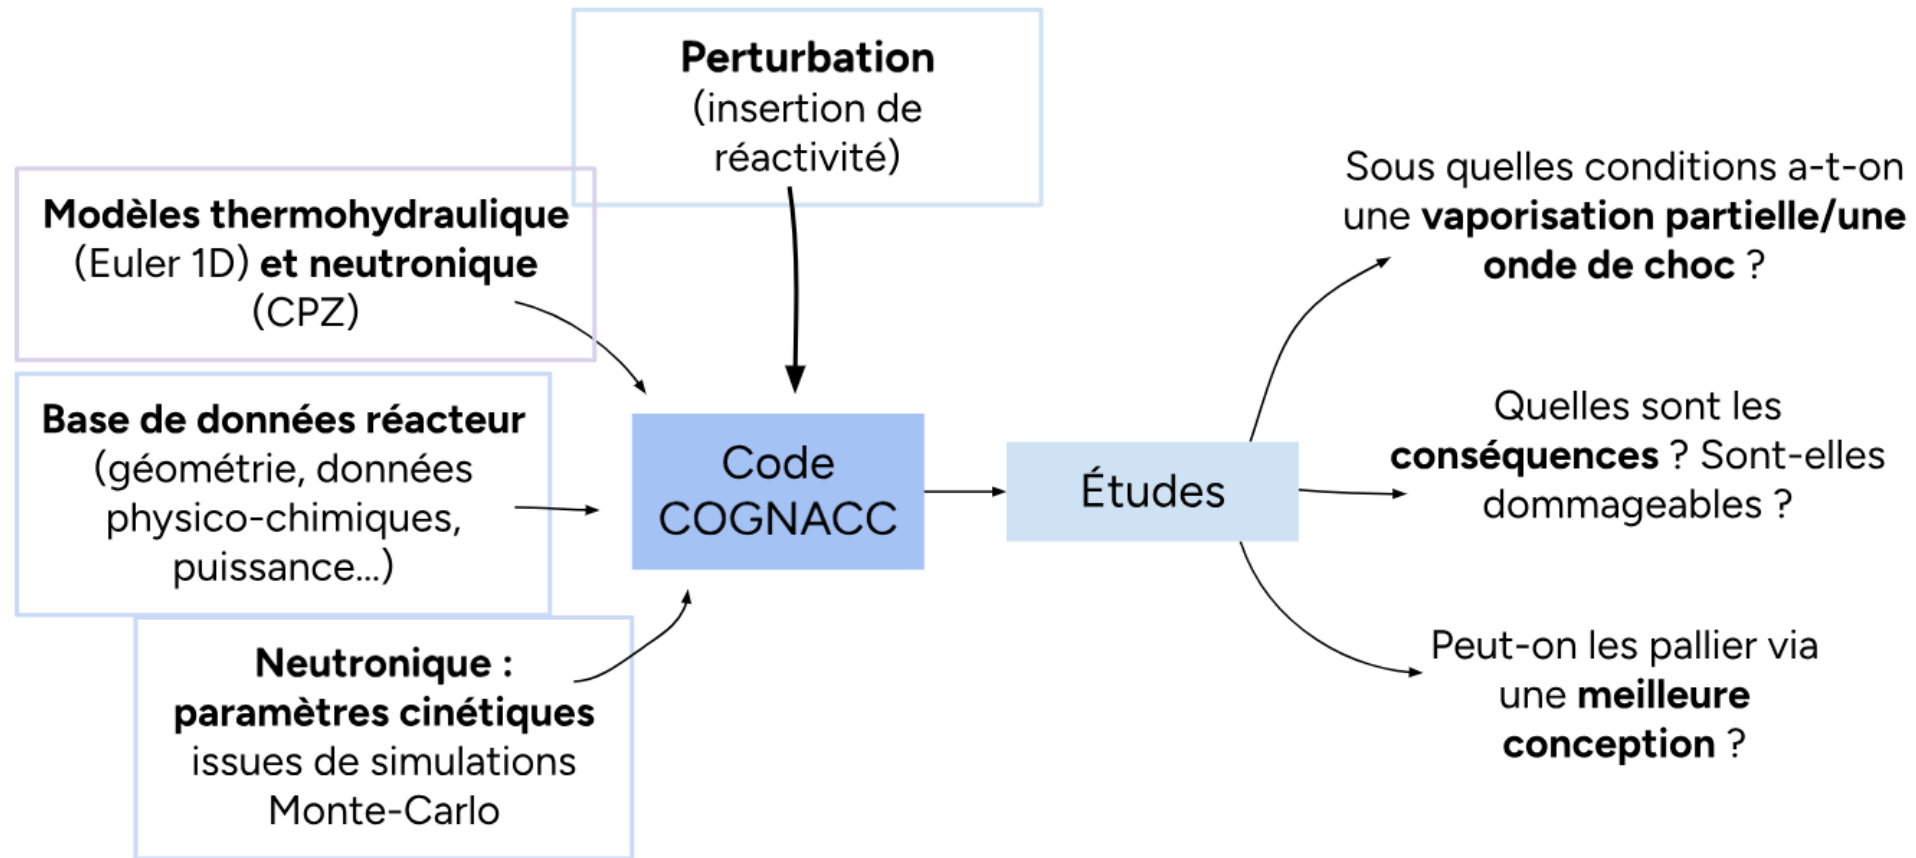 Perturbation
(insertion de
réactivité)
Modèles thermohydraulique
(Euler 1D) et neutronique
(CPZ)
Base de données réacteur
(géométrie, données
physico-chimiques,
puissance...)
Neutronique :
paramètres cinétiques
issues de simulations
Monte-Carlo
Code
COGNACC
Études
Sous quelles conditions a-t-on
une vaporisation partielle/une
onde de choc ?
Quelles sont les
conséquences ? Sont-elles
dommageables ?
Peut-on les pallier via
une meilleure
conception ?